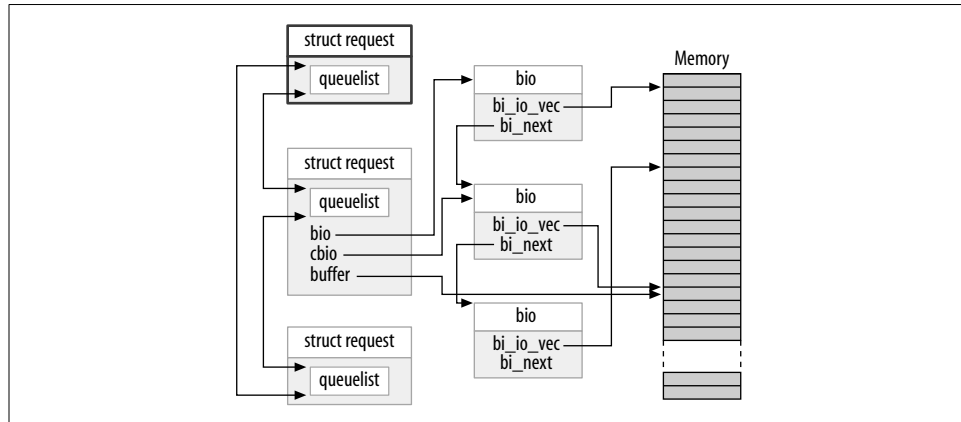 struct request
queuelist
struct request
queuelist
bio
cbio
buffer
struct request
queuelist
bio
bi_io_vec
bi_next
bio
bi_io_vec
bi_next
bio
bi_io_vec
bi_next
Memory